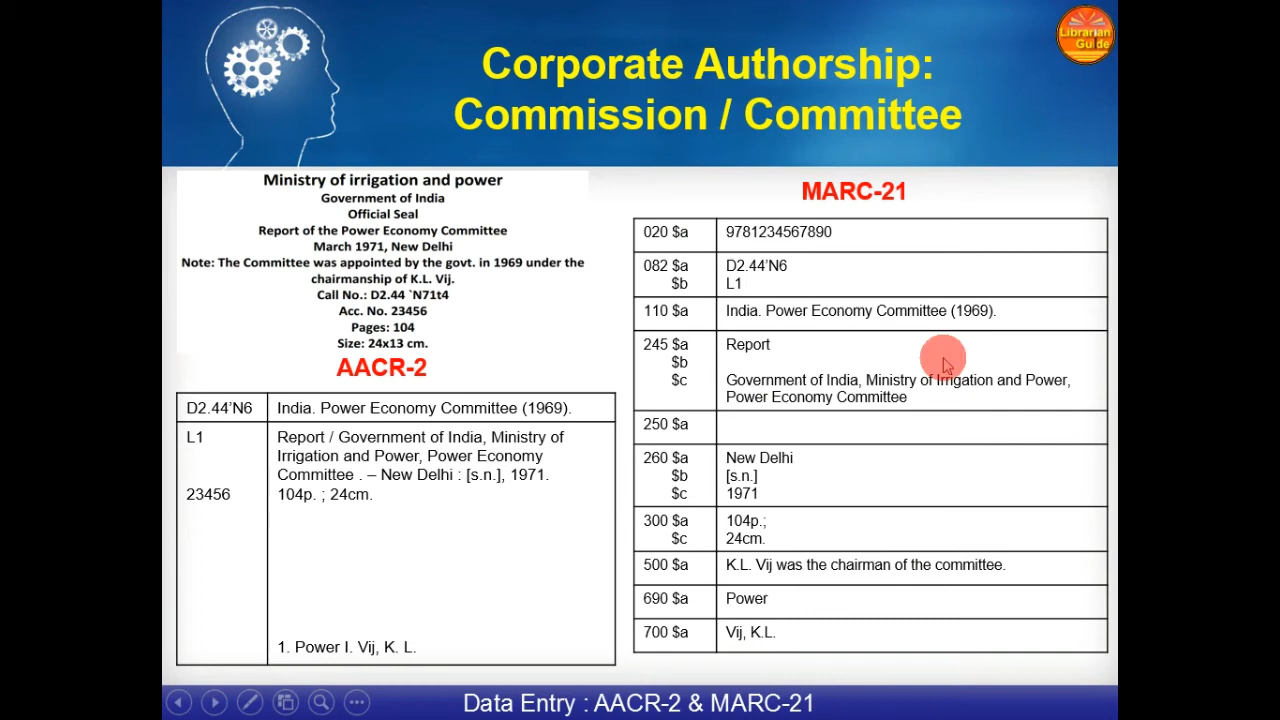 Librarian
Guide
Corporate Authorship:
Commission / Committee
Ministry of irrigation and power
Government of India
Official Seal
Report of the Power Economy Committee
March 1971, New Delhi
Note: The Committee was appointed by the govt. in 1969 under the
chairmanship of K.L. Vij.
Call No.: D2.44 `N71t4
Acc. No. 23456
Pages: 104
Size: 24x13 cm.
AACR-2
D2.44’N6 India. Power Economy Committee (1969).
L1 Report / Government of India, Ministry of
Irrigation and Power, Power Economy
Committee . – New Delhi : [s.n.], 1971.
23456 104p. ; 24cm.
1. Power I. Vij, K. L.
MARC-21
020 $a 9781234567890
082 $a D2.44’N6
$b L1
110 $a India. Power Economy Committee (1969).
245 $a Report
$b
$c Government of India, Ministry of Irrigation and Power,
Power Economy Committee
250 $a
260 $a New Delhi
$b [s.n.]
$c 1971
300 $a 104p.;
$c 24cm.
500 $a K.L. Vij was the chairman of the committee.
690 $a Power
700 $a Vij, K.L.
Data Entry : AACR-2 & MARC-21